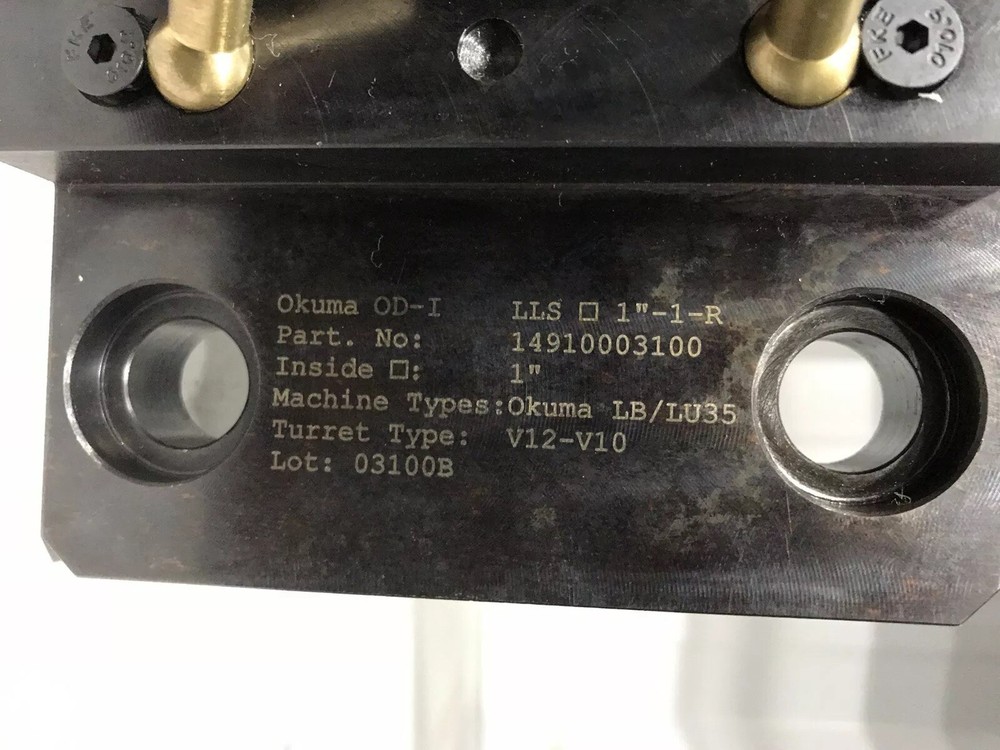 Okuma OD-I LLS □ 1"-1-R
Part. No: 14910003100
Inside □: 1"
Machine Types: Okuma LB/LU35
Turret Type: V12-V10
Lot: 03100B